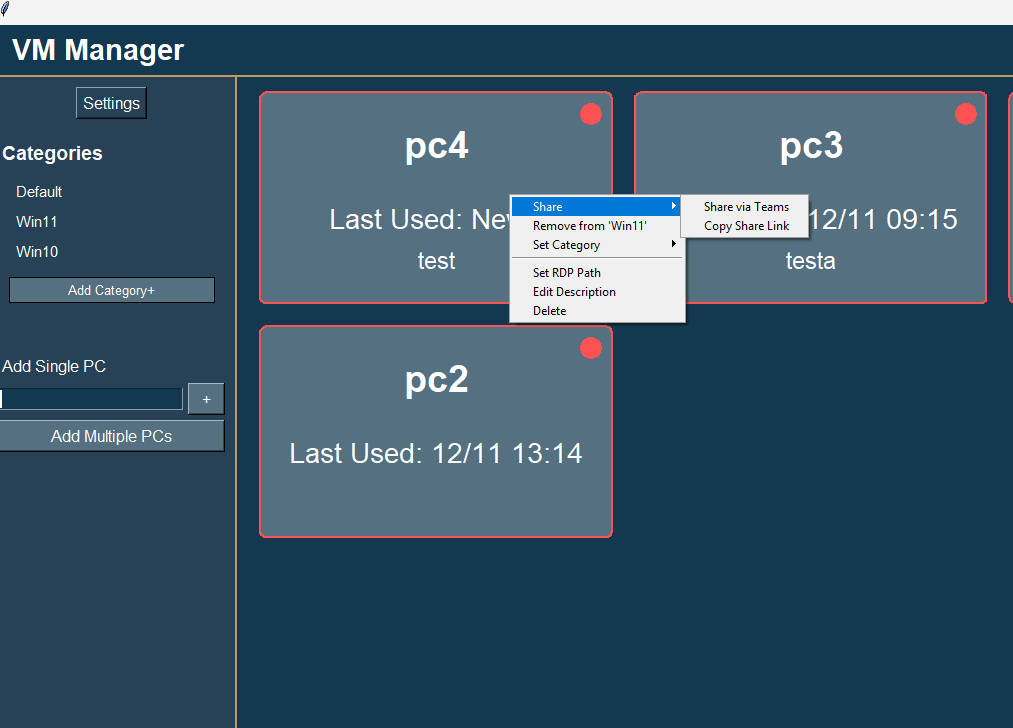 VM Manager
Settings
Categories
Default
Win11
Win10
Add Category+
Add Single PC
+
Add Multiple PCs
pc4
Last Used:
test
pc3
12/11 09:15
testa
Share
Remove from 'Win11'
Set Category
Set RDP Path
Edit Description
Delete
Share via Teams
Copy Share Link
pc2
Last Used: 12/11 13:14